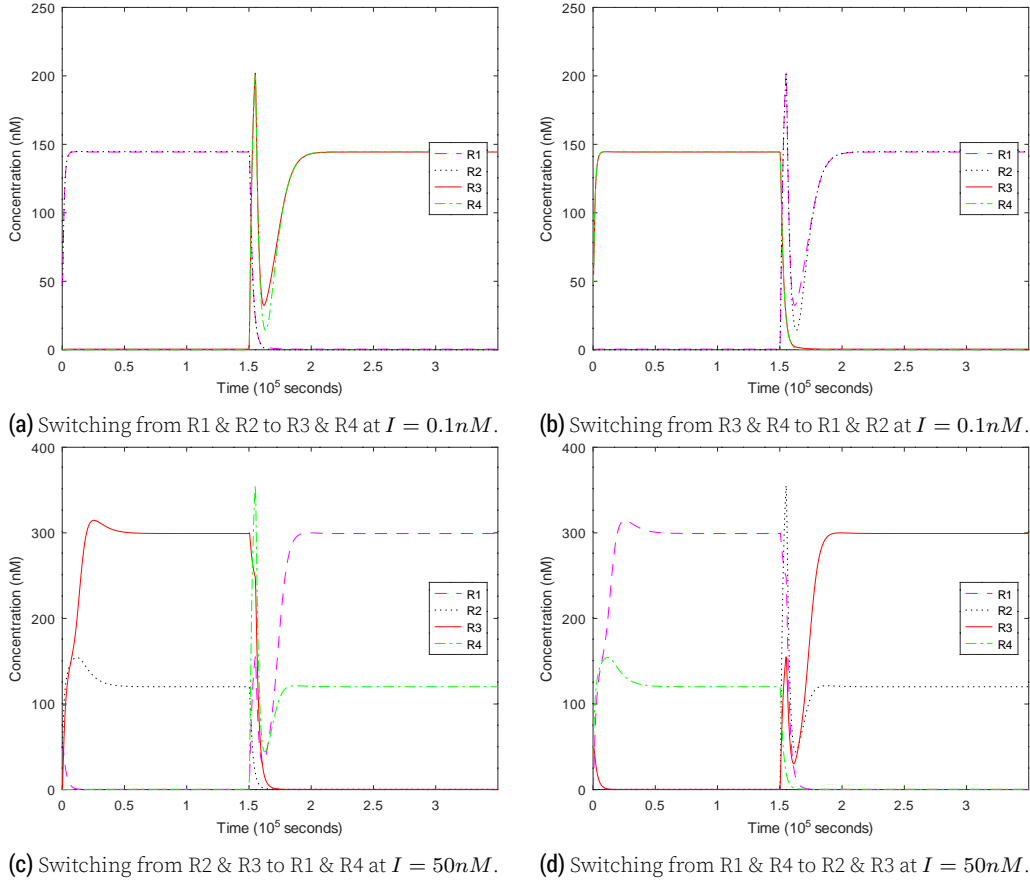 250
200
150
100
50
0
Concentration (nM)
R1
R2
R3
R4
0 0.5 1 1.5 2 2.5 3
Time (10⁵ seconds)
(a) Switching from R1 & R2 to R3 & R4 at I = 0.1nM.
250
200
150
100
50
0
Concentration (nM)
R1
R2
R3
R4
0 0.5 1 1.5 2 2.5 3
Time (10⁵ seconds)
(b) Switching from R3 & R4 to R1 & R2 at I = 0.1nM.
400
300
200
100
0
Concentration (nM)
R1
R2
R3
R4
0 0.5 1 1.5 2 2.5 3
Time (10⁵ seconds)
(c) Switching from R2 & R3 to R1 & R4 at I = 50nM.
400
300
200
100
0
Concentration (nM)
R1
R2
R3
R4
0 0.5 1 1.5 2 2.5 3
Time (10⁵ seconds)
(d) Switching from R1 & R4 to R2 & R3 at I = 50nM.